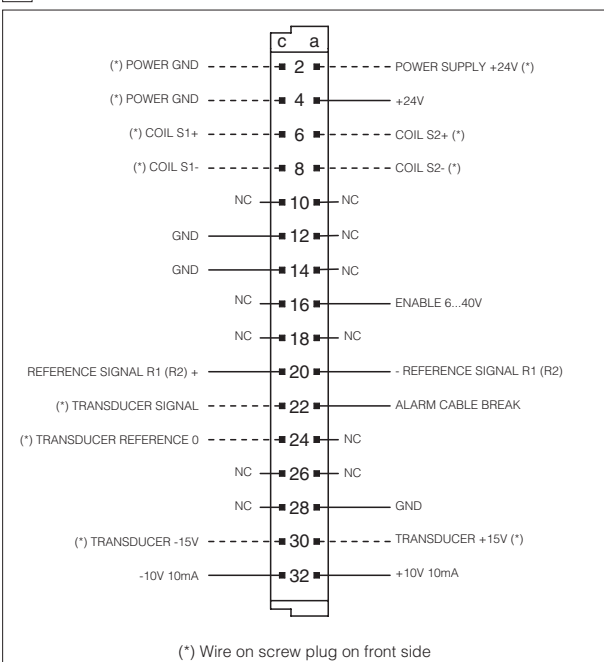 c a
(*) POWER GND 2 POWER SUPPLY +24V (*)
(*) POWER GND 4 +24V
(*) COIL S1+ 6 COIL S2+ (*)
(*) COIL S1- 8 COIL S2- (*)
NC 10 NC
GND 12 NC
GND 14 NC
NC 16 ENABLE 6...40V
NC 18 NC
REFERENCE SIGNAL R1 (R2) + 20 - REFERENCE SIGNAL R1 (R2)
(*) TRANSDUCER SIGNAL 22 ALARM CABLE BREAK
(*) TRANSDUCER REFERENCE 0 24 NC
NC 26 NC
NC 28 GND
(*) TRANSDUCER -15V 30 TRANSDUCER +15V (*)
-10V 10mA 32 +10V 10mA
(*) Wire on screw plug on front side